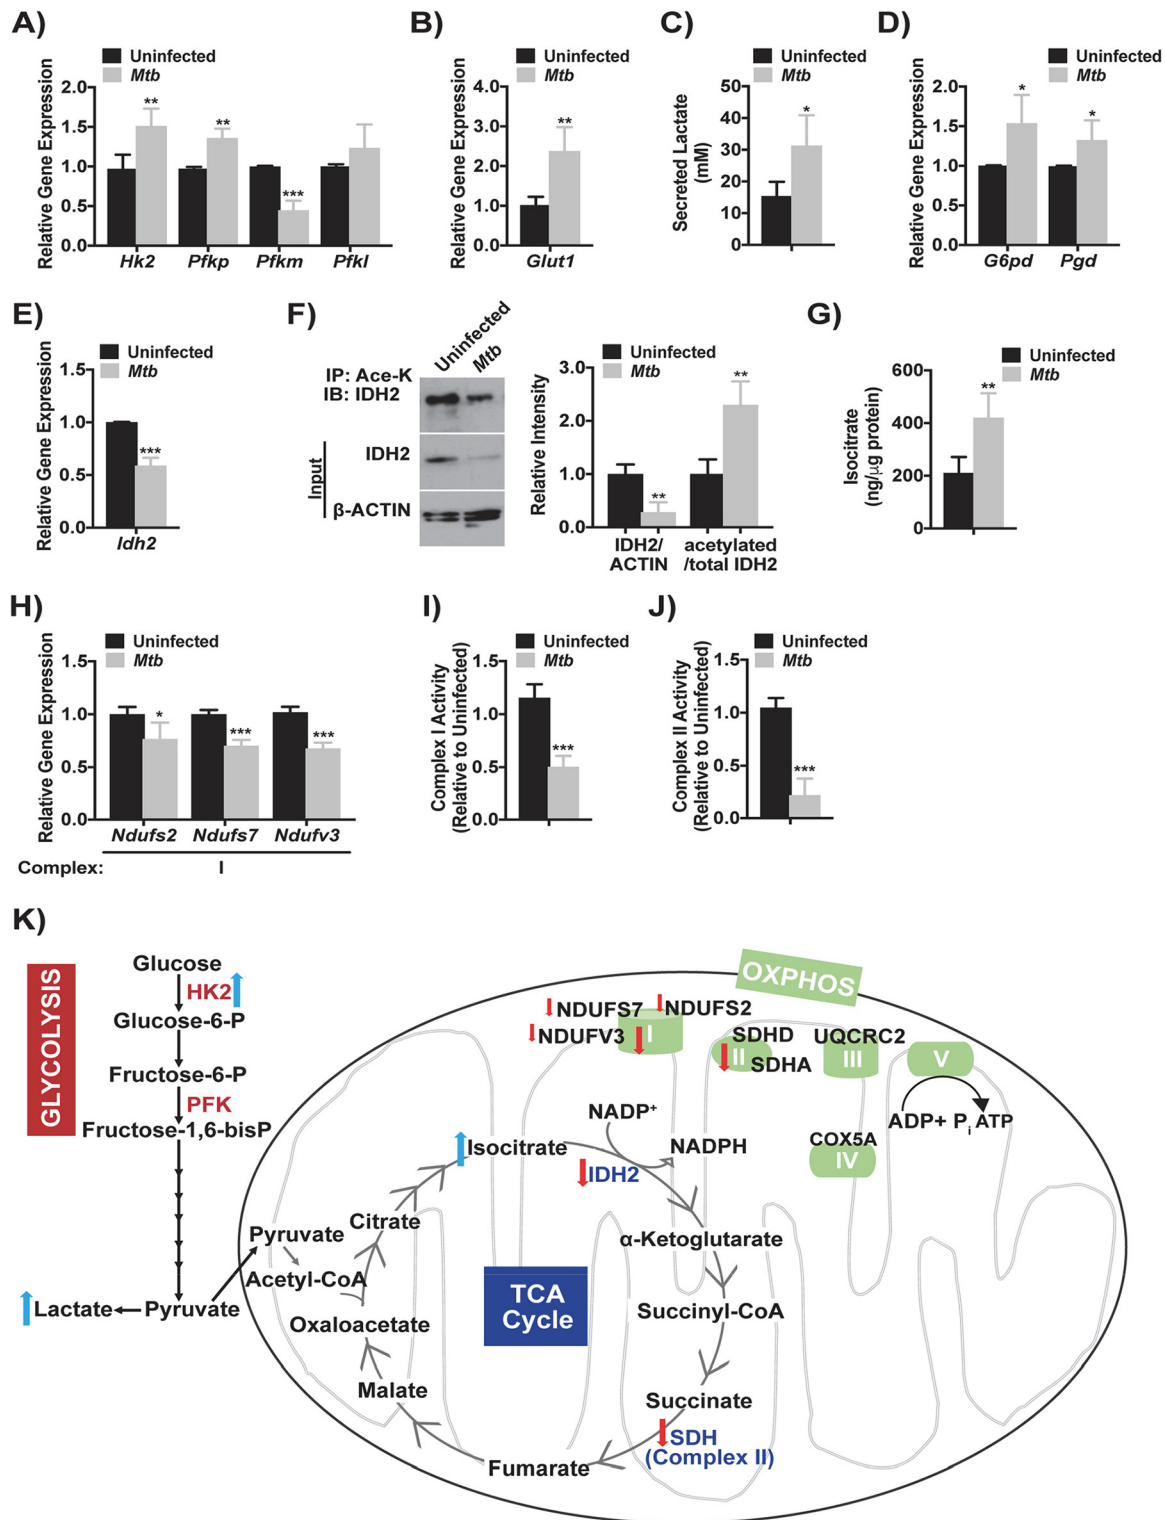 A)
Uninfected
Mtb
Relative Gene Expression
2.0
1.5
1.0
0.5
0.0
**
**
***
Hk2 Pfkp Pfkm Pfkl
B)
Uninfected
Mtb
Relative Gene Expression
4.0
3.0
2.0
1.0
0.0
**
Glut1
C)
Uninfected
Mtb
Secreted Lactate
(mM)
50
40
30
20
10
0
*
D)
Uninfected
Mtb
Relative Gene Expression
2.0
1.5
1.0
0.5
0.0
*
*
G6pd Pgd
E)
Uninfected
Mtb
Relative Gene Expression
1.5
1.0
0.5
0.0
***
Idh2
F)
Uninfected
Mtb
IP: Ace-K
IB: IDH2
Input
IDH2
β-ACTIN
Uninfected
Mtb
Relative Intensity
3.0
2.0
1.0
0.0
**
**
IDH2/
ACTIN
acetylated
/total IDH2
G)
Uninfected
Mtb
Isocitrate
(ng/μg protein)
600
400
200
0
**
H)
Uninfected
Mtb
Relative Gene Expression
1.5
1.0
0.5
0.0
*
***
***
Ndufs2 Ndufs7 Ndufv3
Complex: I
I)
Uninfected
Mtb
Complex I Activity
(Relative to Uninfected)
1.5
1.0
0.5
0.0
***
J)
Uninfected
Mtb
Complex II Activity
(Relative to Uninfected)
1.5
1.0
0.5
0.0
***
K)
GLYCOLYSIS
Glucose
HK2
Glucose-6-P
Fructose-6-P
PFK
Fructose-1,6-bisP
Lactate
Pyruvate
OXPHOS
NDUFS7
NDUFS2
NDUFV3
I
SDHD
II
SDHA
UQCRC2
III
V
ADP+ Pi ATP
COX5A
IV
NADP+
NADPH
Isocitrate
IDH2
Citrate
Pyruvate
Acetyl-CoA
α-Ketoglutarate
TCA
Cycle
Succinyl-CoA
Oxaloacetate
Malate
Succinate
SDH
(Complex II)
Fumarate